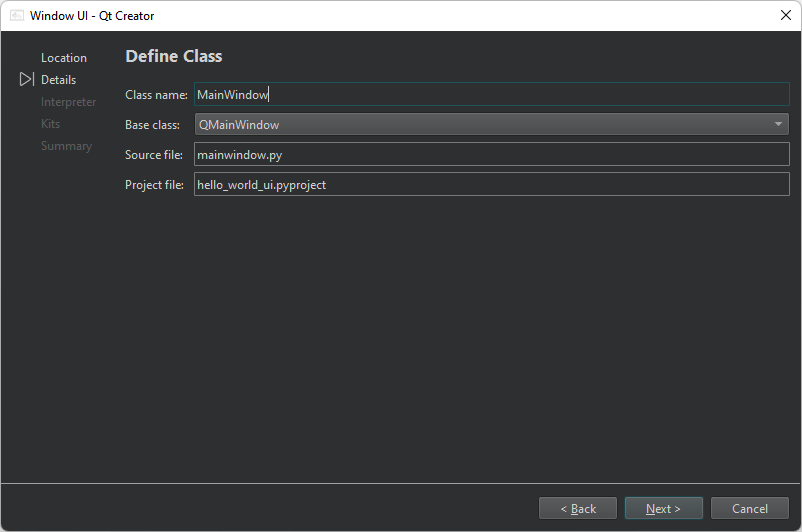 Window UI - Qt Creator
Location
Details
Interpreter
Kits
Summary
Define Class
Class name: MainWindow
Base class: QMainWindow
Source file: mainwindow.py
Project file: hello_world_ui.pyproject
< Back Next > Cancel